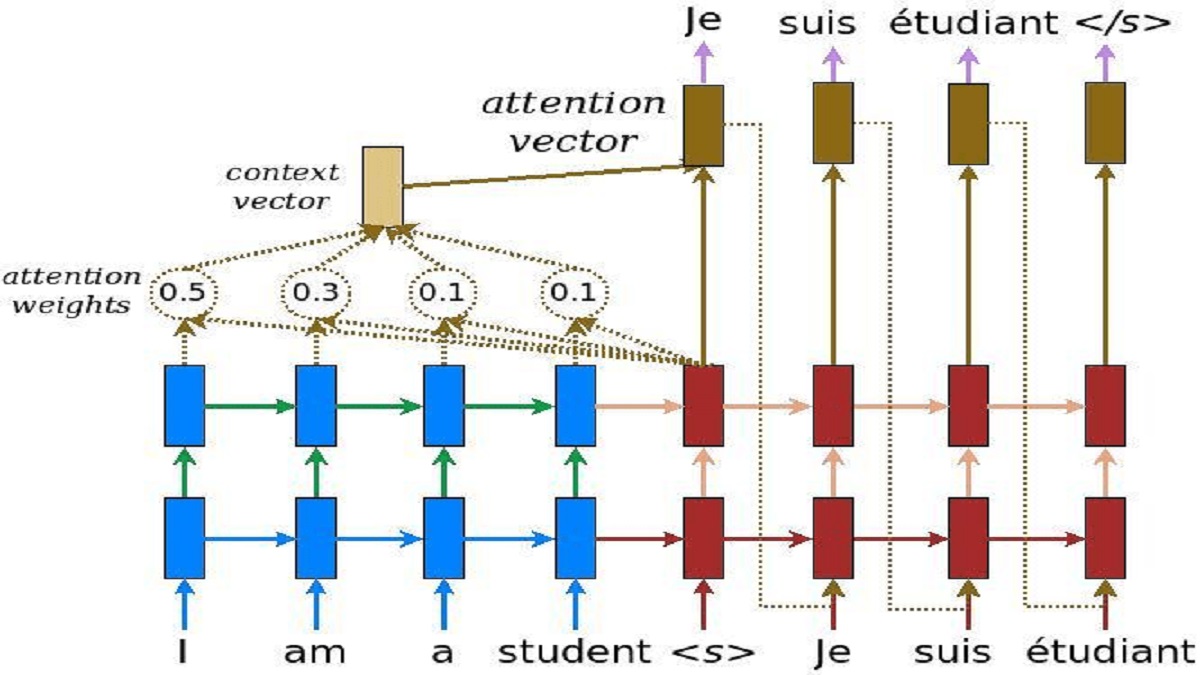 Je suis étudiant </s>
attention
vector
context
vector
attention
weights
0.5 0.3 0.1 0.1
I am a student <s> Je suis étudiant